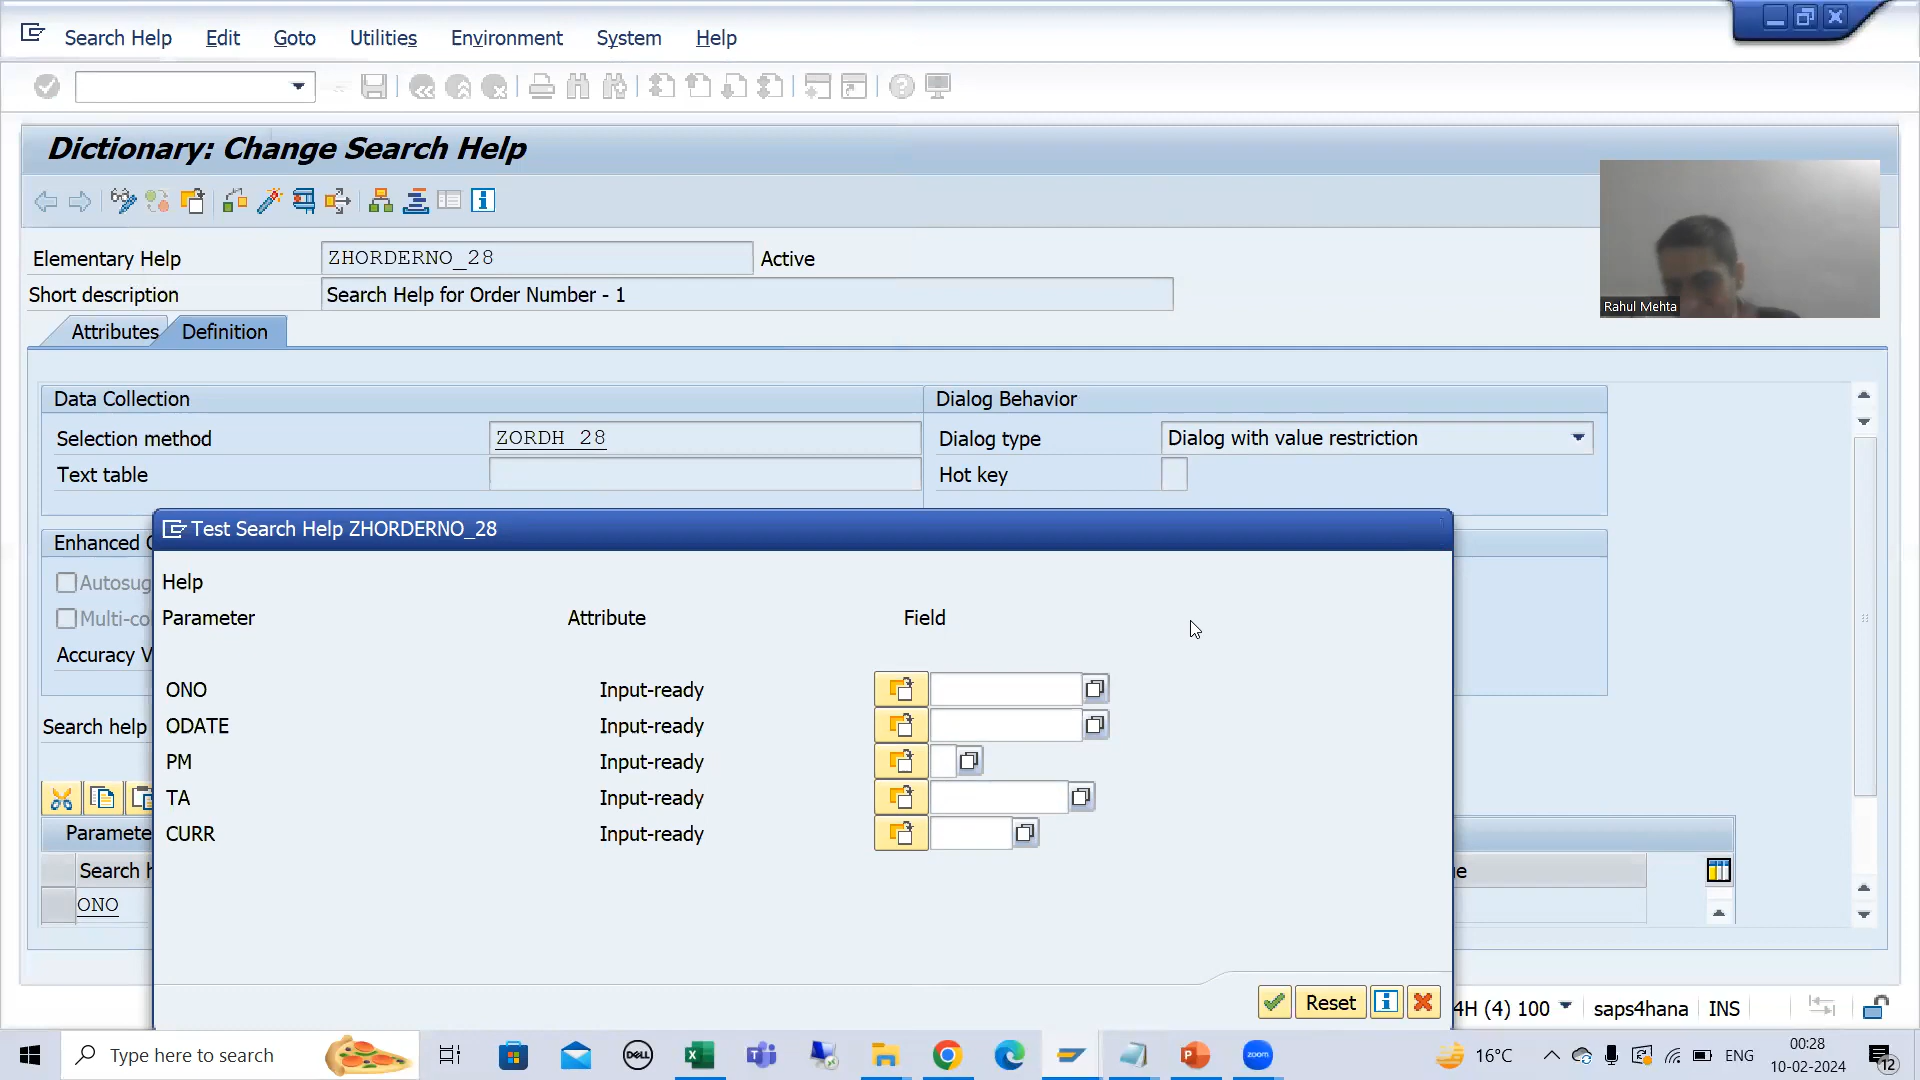 Search Help Edit Goto Utilities Environment System Help
Dictionary: Change Search Help
Rahul Mehta
Elementary Help ZHORDERNO_28 Active
Short description Search Help for Order Number - 1
Attributes Definition
Data Collection Dialog Behavior
Selection method ZORDH_28 Dialog type Dialog with value restriction
Text table Hot key
Test Search Help ZHORDERNO_28
Enhanced
Autosug
Multi-co
Accuracy V
Search help
Paramete
Search h
ONO
Help
Parameter Attribute Field
ONO Input-ready
ODATE Input-ready
PM Input-ready
TA Input-ready
CURR Input-ready
Reset
4H (4) 100 saps4hana INS
Type here to search
DELL
zoom
16°C
ENG
00:28
10-02-2024
12